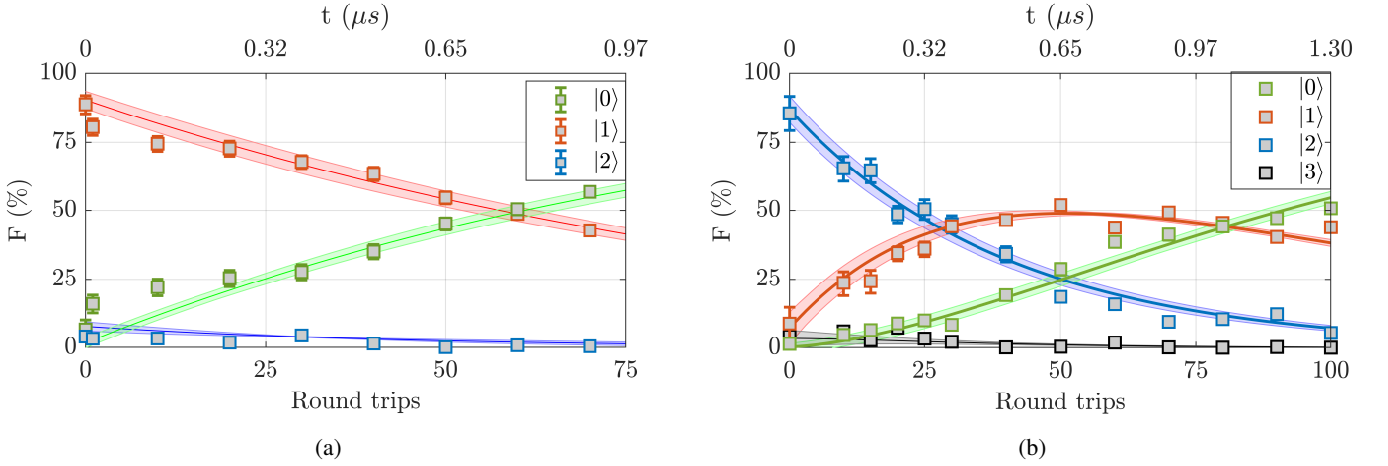 t (μs)
0 0.32 0.65 0.97
100
75
50
25
0
F (%)
|0⟩
|1⟩
|2⟩
0 25 50 75
Round trips
(a)
t (μs)
0 0.32 0.65 0.97 1.30
100
75
50
25
0
F (%)
|0⟩
|1⟩
|2⟩
|3⟩
0 25 50 75 100
Round trips
(b)